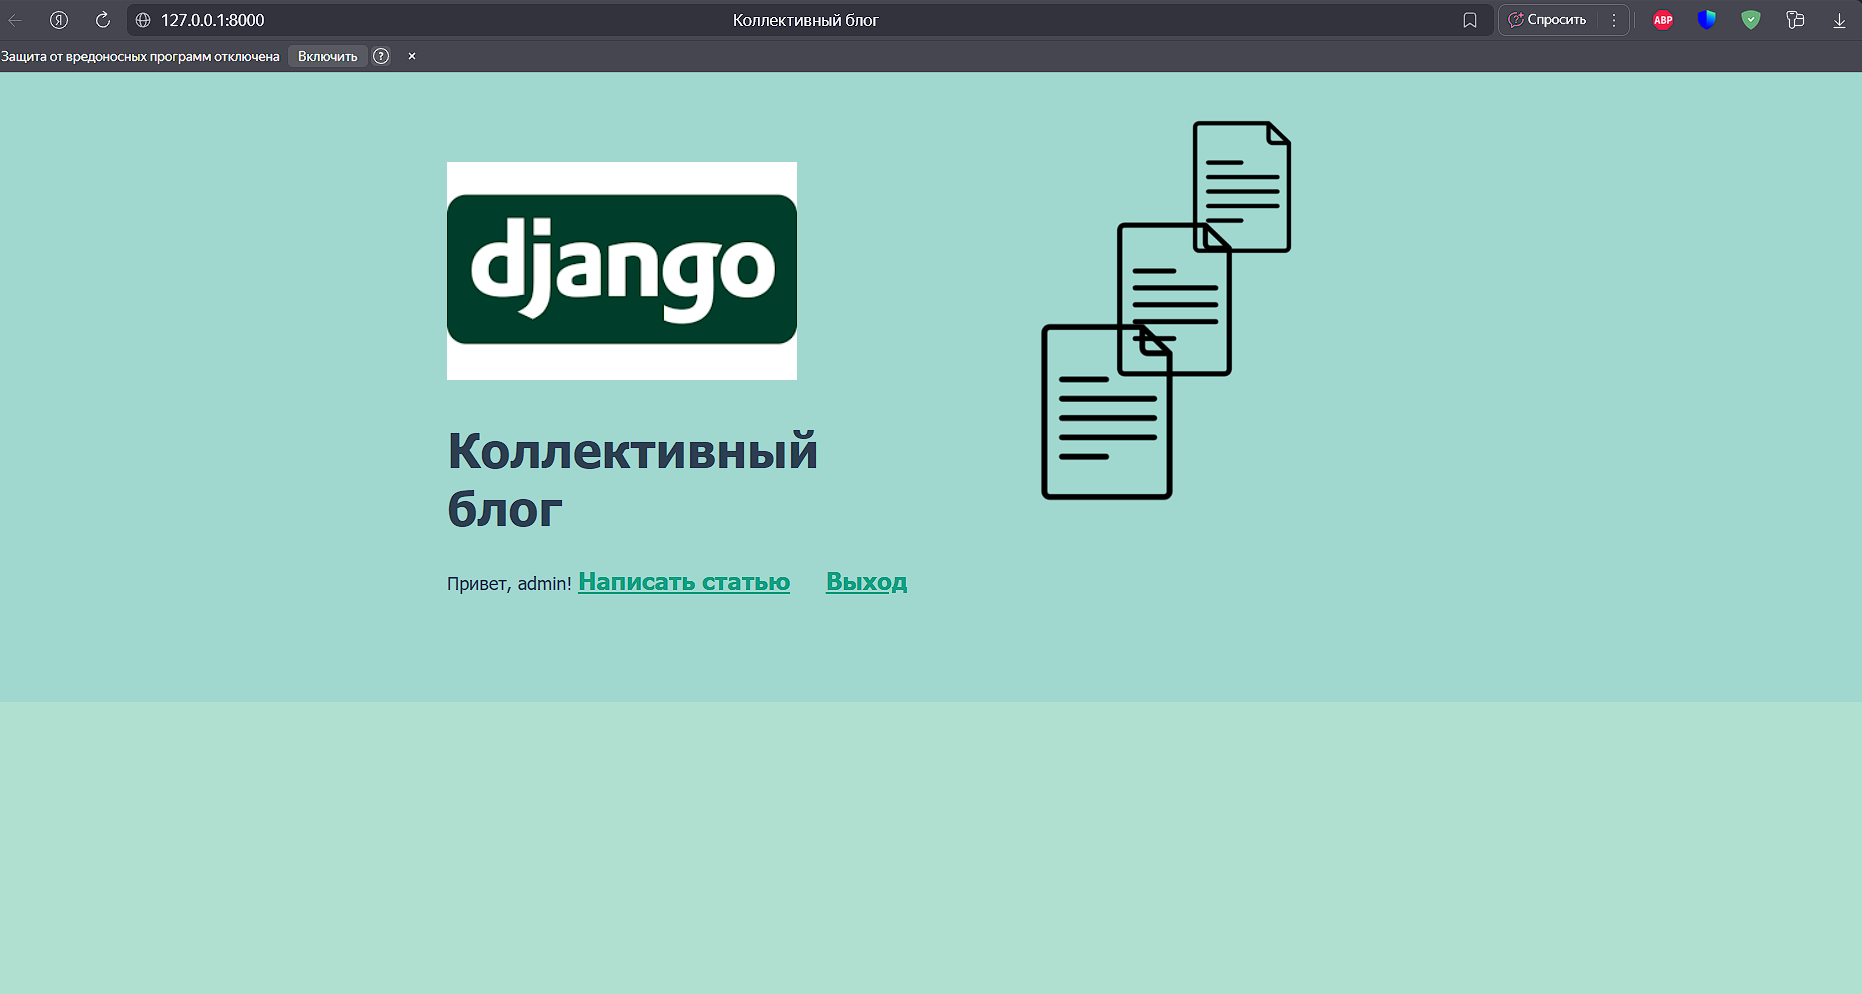 127.0.0.1:8000
Коллективный блог
Спросить
ABP
Защита от вредоносных программ отключена
Включить
django
Коллективный
блог
Привет, admin! Написать статью Выход